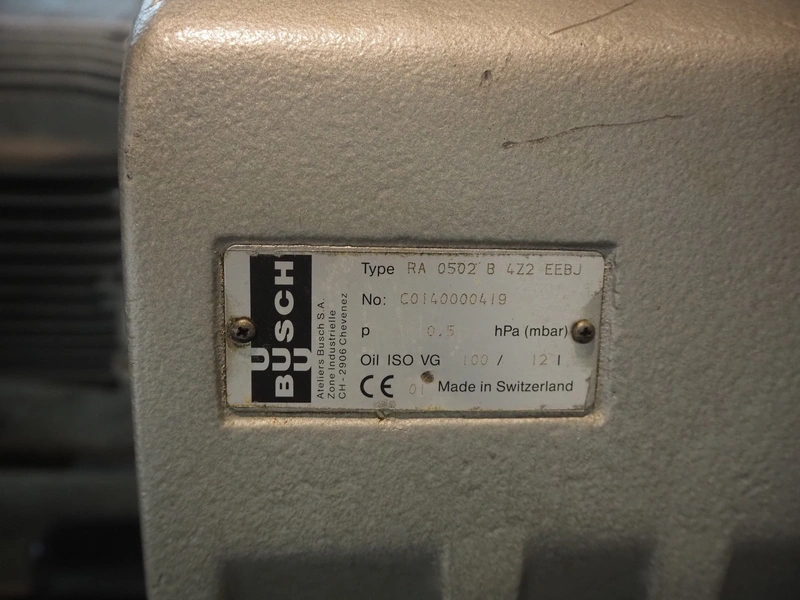 BUSCH
Ateliers Busch S.A.
Zone Industrielle
CH - 2906 Chevenez
Type RA 0502 B 4Z2 EEBJ
No: C0140000419
p 0.5 hPa (mbar)
Oil ISO VG 100 / 12 l
CE 01 Made in Switzerland